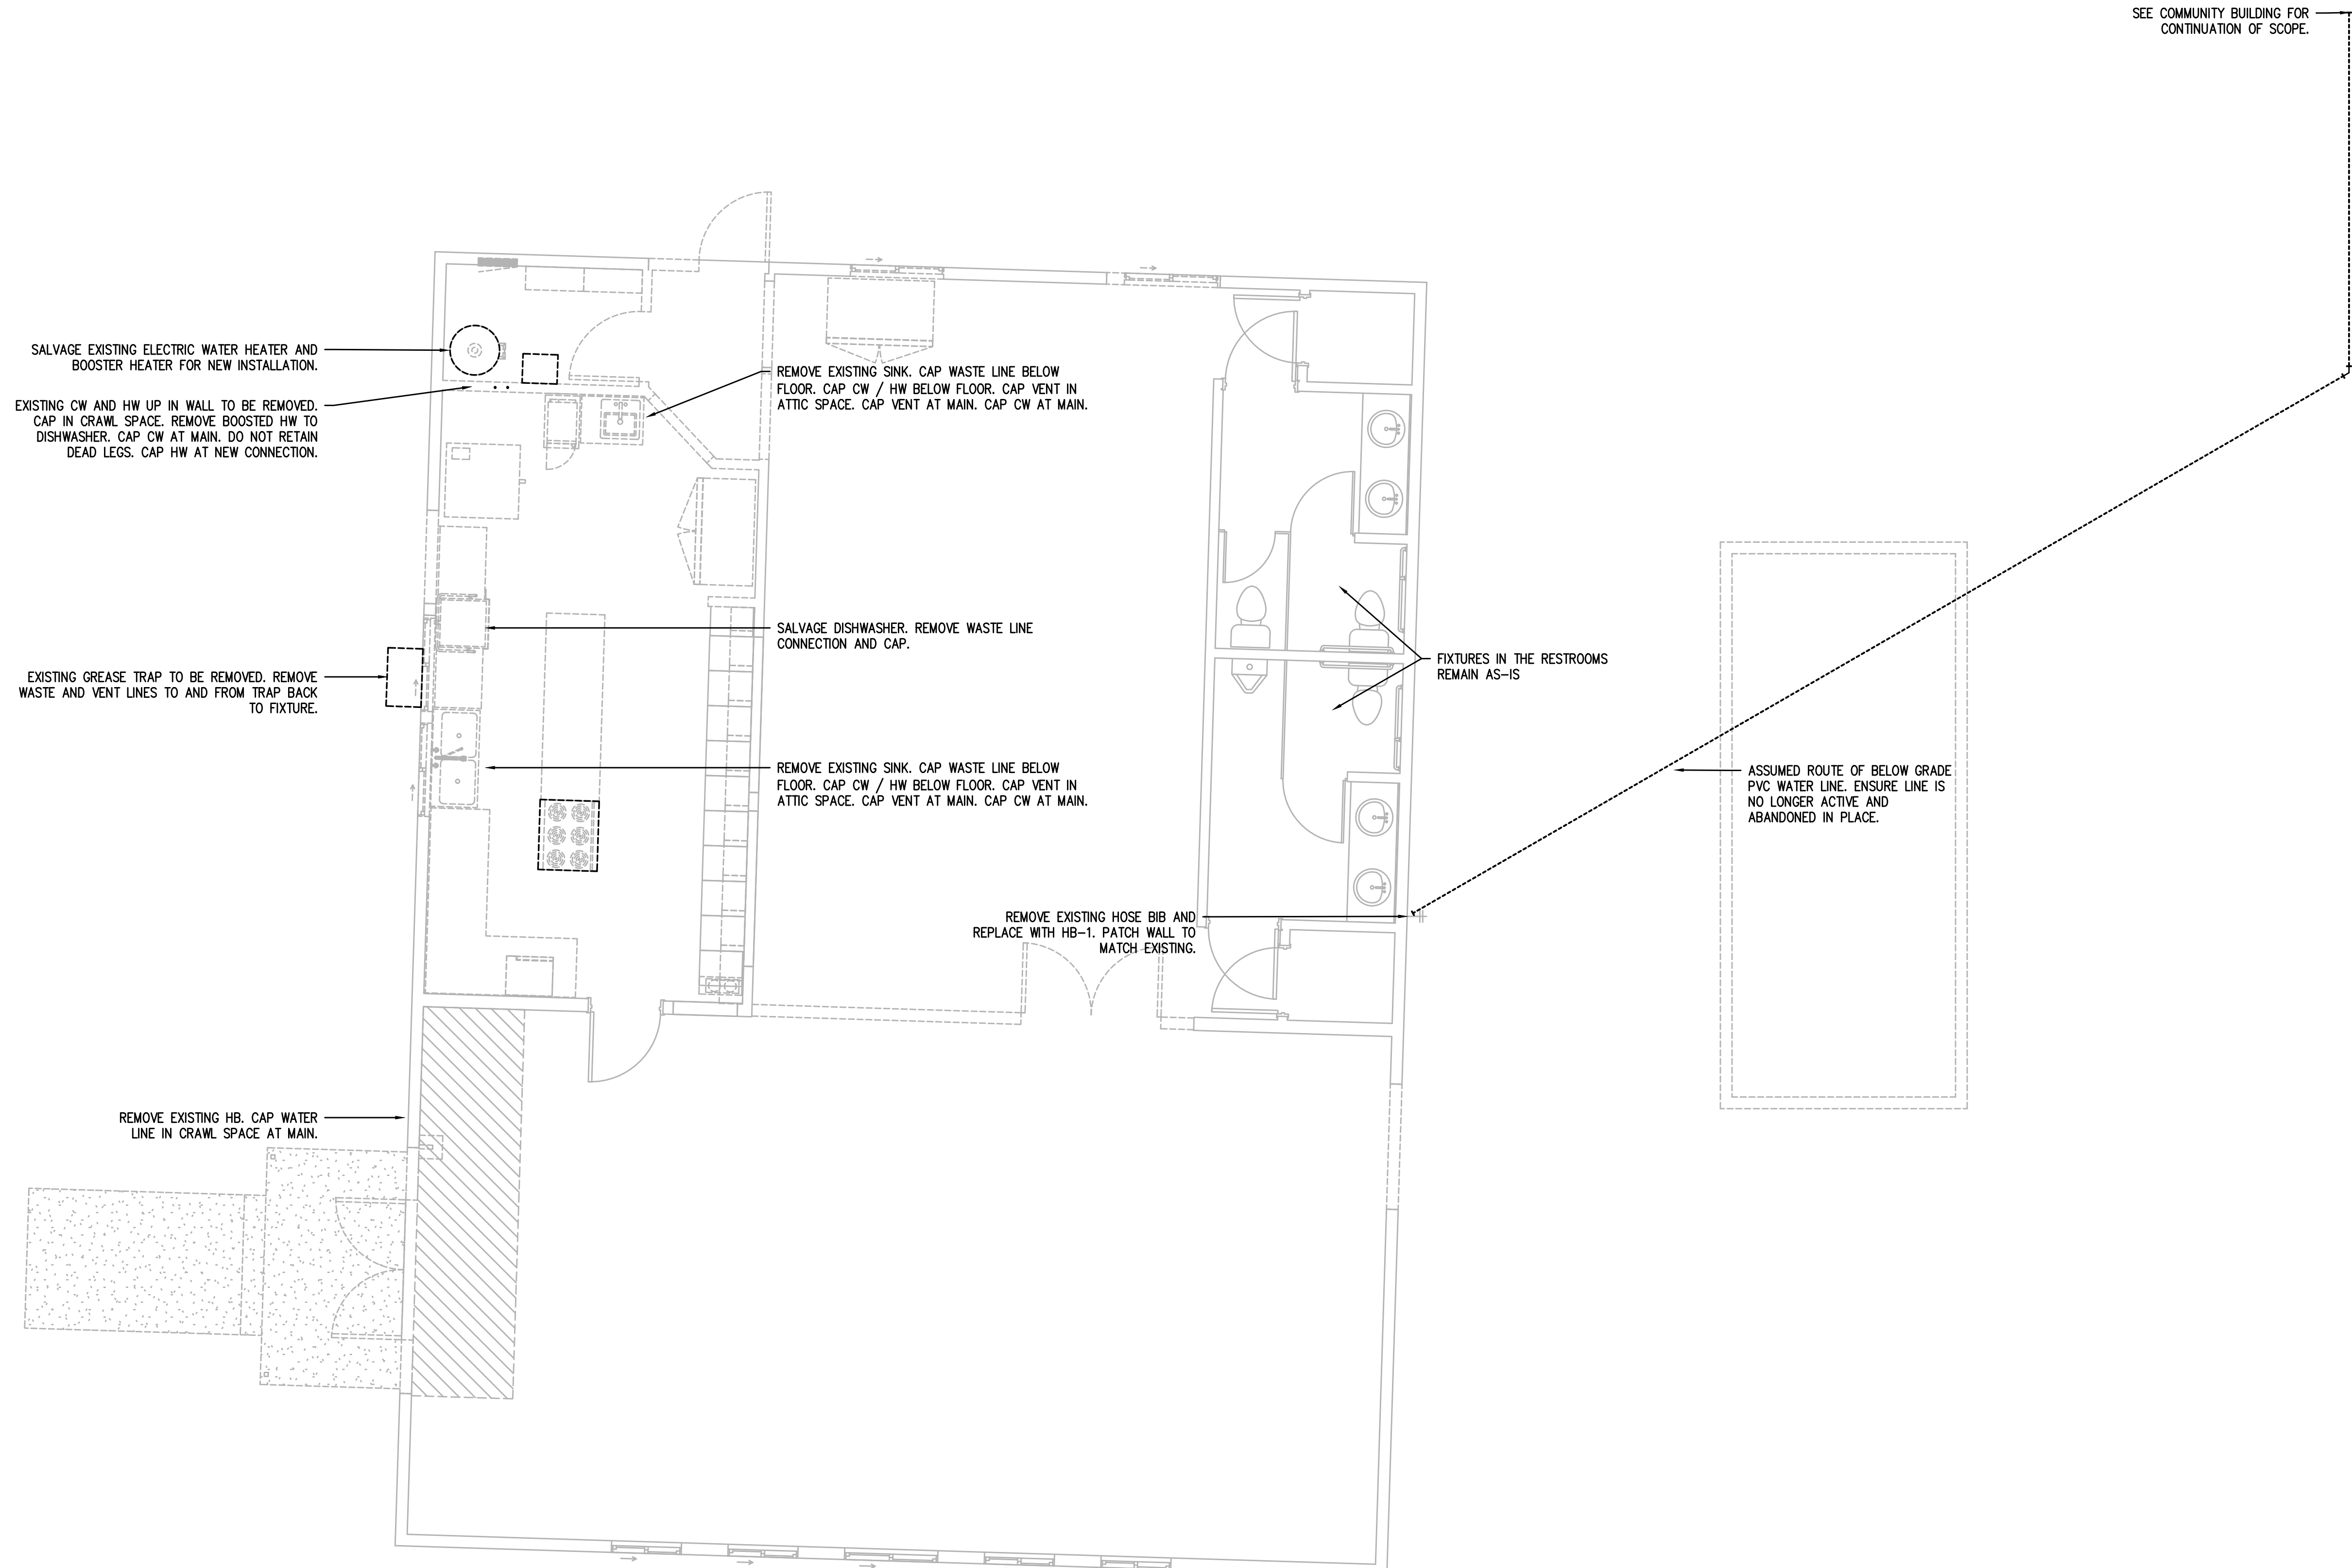 SEE COMMUNITY BUILDING FOR
CONTINUATION OF SCOPE.
SALVAGE EXISTING ELECTRIC WATER HEATER AND
BOOSTER HEATER FOR NEW INSTALLATION.
EXISTING CW AND HW UP IN WALL TO BE REMOVED.
CAP IN CRAWL SPACE. REMOVE BOOSTED HW TO
DISHWASHER. CAP CW AT MAIN. DO NOT RETAIN
DEAD LEGS. CAP HW AT NEW CONNECTION.
REMOVE EXISTING SINK. CAP WASTE LINE BELOW
FLOOR. CAP CW / HW BELOW FLOOR. CAP VENT IN
ATTIC SPACE. CAP VENT AT MAIN. CAP CW AT MAIN.
SALVAGE DISHWASHER. REMOVE WASTE LINE
CONNECTION AND CAP.
FIXTURES IN THE RESTROOMS
REMAIN AS-IS
EXISTING GREASE TRAP TO BE REMOVED. REMOVE
WASTE AND VENT LINES TO AND FROM TRAP BACK
TO FIXTURE.
REMOVE EXISTING SINK. CAP WASTE LINE BELOW
FLOOR. CAP CW / HW BELOW FLOOR. CAP VENT IN
ATTIC SPACE. CAP VENT AT MAIN. CAP CW AT MAIN.
ASSUMED ROUTE OF BELOW GRADE
PVC WATER LINE. ENSURE LINE IS
NO LONGER ACTIVE AND
ABANDONED IN PLACE.
REMOVE EXISTING HOSE BIB AND
REPLACE WITH HB-1. PATCH WALL TO
MATCH EXISTING.
REMOVE EXISTING HB. CAP WATER
LINE IN CRAWL SPACE AT MAIN.